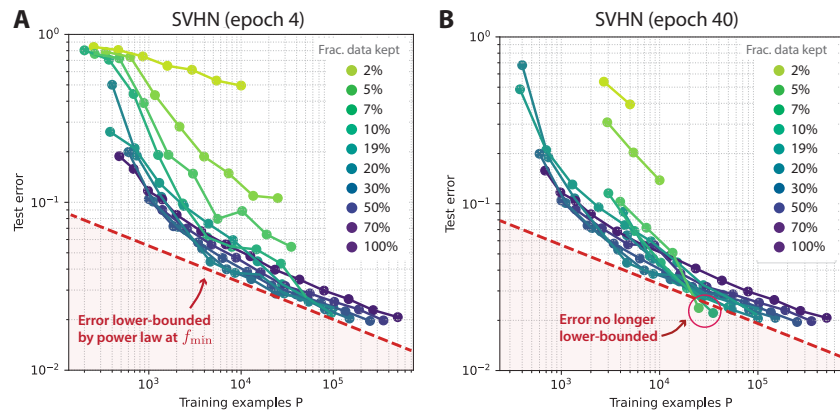 A
SVHN (epoch 4)
Test error
10⁰
10⁻¹
10⁻²
Frac. data kept
2%
5%
7%
10%
19%
20%
30%
50%
70%
100%
Error lower-bounded
by power law at f_min
10³
10⁴
10⁵
Training examples P
B
SVHN (epoch 40)
Test error
10⁰
10⁻¹
10⁻²
Frac. data kept
2%
5%
7%
10%
19%
20%
30%
50%
70%
100%
Error no longer
lower-bounded
10³
10⁴
10⁵
Training examples P